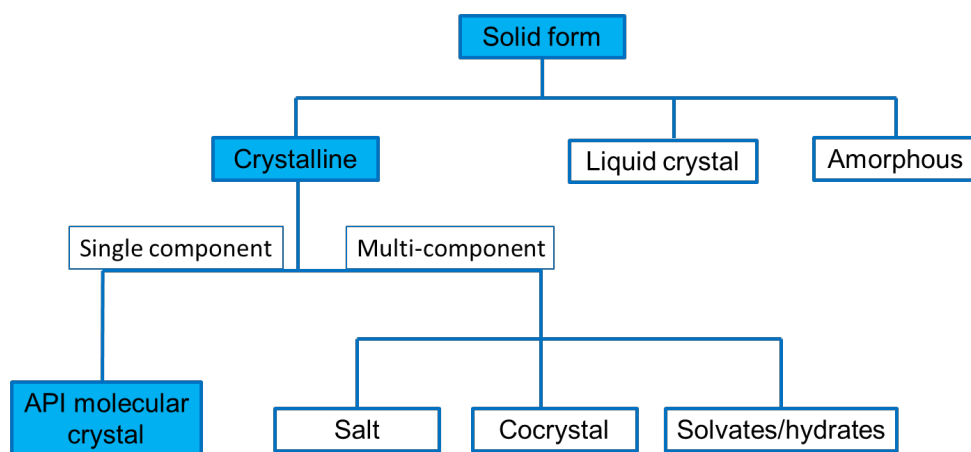 Solid form
Crystalline
Liquid crystal
Amorphous
Single component
Multi-component
API molecular
crystal
Salt
Cocrystal
Solvates/hydrates